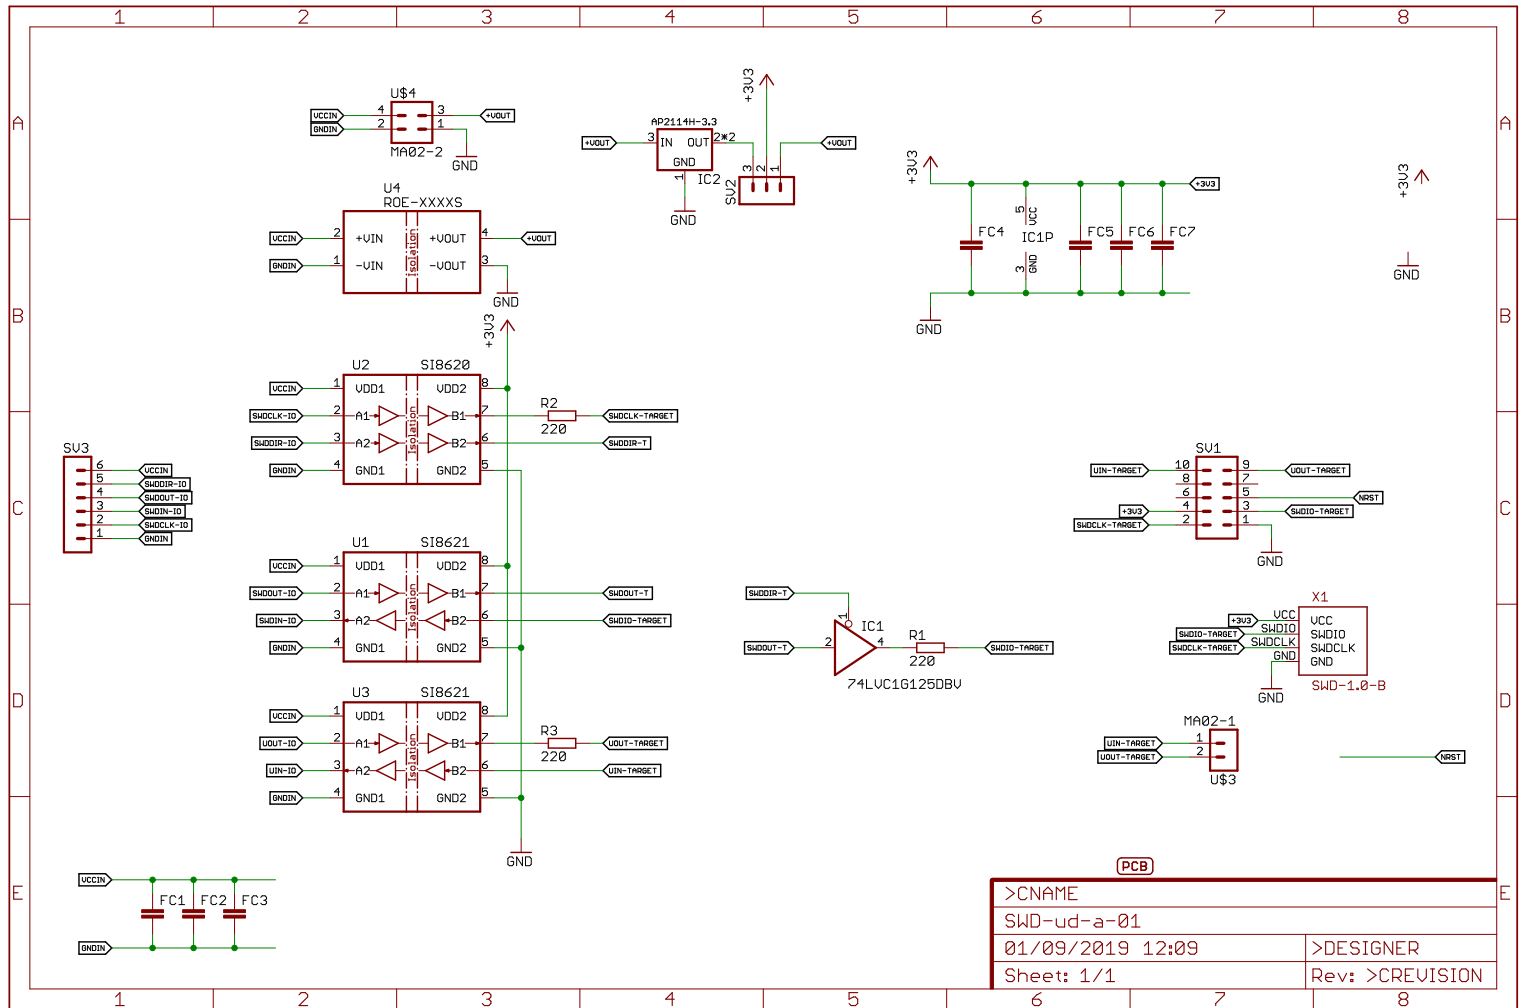 1 2 3 4 5 6 7 8
A A
B B
C C
D D
E E
1 2 3 4 5 6 7 8
U$4
VCCIN 4 3 +VOUT
GNDIN 2 1
MA02-2
GND
U4
ROE-XXXXS
VCCIN 2 +VIN Isolation +VOUT 4 +VOUT
GNDIN 1 -VIN -VOUT 3
GND
+3V3
U2 SI8620
VCCIN 1 VDD1 VDD2 8
SWDCLK-IO 2 A1 Isolation B1 7 R2 220 SWDCLK-TARGET
SWDDIR-IO 3 A2 B2 6 SWDDIR-T
GNDIN 4 GND1 GND2 5
U1 SI8621
VCCIN 1 VDD1 VDD2 8
SWDOUT-IO 2 A1 Isolation B1 7 SWDOUT-T
SWDIN-IO 3 A2 B2 6 SWDIO-TARGET
GNDIN 4 GND1 GND2 5
U3 SI8621
VCCIN 1 VDD1 VDD2 8
UOUT-IO 2 A1 Isolation B1 7 R3 220 UOUT-TARGET
UIN-IO 3 A2 B2 6 UIN-TARGET
GNDIN 4 GND1 GND2 5
GND
SV3
6 VCCIN
5 SWDDIR-IO
4 SWDOUT-IO
3 SWDIN-IO
2 SWDCLK-IO
1 GNDIN
VCCIN
FC1 FC2 FC3
GNDIN
+3V3
AP2114H-3.3
+VOUT 3 IN OUT 2*2 +VOUT
GND
1 IC2
GND
SV2 3 2 1
+3V3 +3V3
FC4 5 VCC IC1P 3 GND FC5 FC6 FC7
GND
+3V3
GND
SWDDIR-T
1 IC1
SWDOUT-T 2 4 R1 220 SWDIO-TARGET
74LVC1G125DBV
SV1
UIN-TARGET 10 9 UOUT-TARGET
8 7
6 5 NRST
+3V3 4 3 SWDIO-TARGET
SWDCLK-TARGET 2 1
GND
X1
+3V3 VCC VCC
SWDIO-TARGET SWDIO SWDIO
SWDCLK-TARGET SWDCLK SWDCLK
GND GND
GND SWD-1.0-B
MA02-1
UIN-TARGET 1
UOUT-TARGET 2
U$3
NRST
PCB
>CNAME
SWD-ud-a-01
01/09/2019 12:09 >DESIGNER
Sheet: 1/1 Rev: >CREVISION